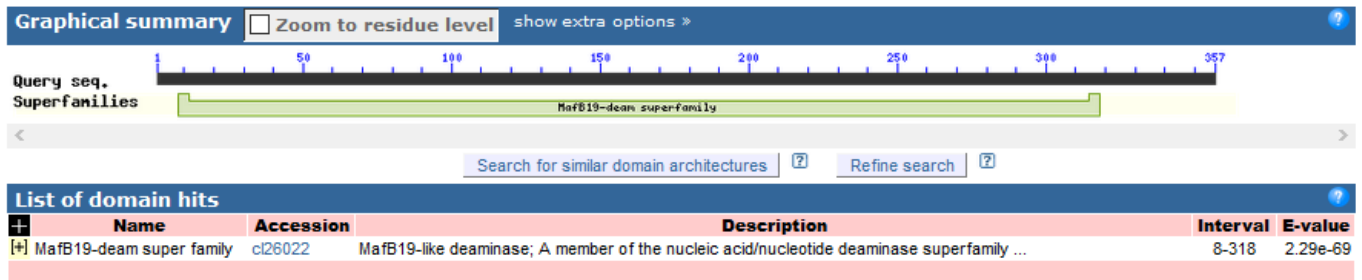 Graphical summary Zoom to residue level show extra options » ?
1 50 100 150 200 250 300 357
Query seq.
Superfamilies MafB19-deam superfamily
< >
Search for similar domain architectures ? Refine search ?
List of domain hits ?
+ Name Accession Description Interval E-value
[+] MafB19-deam super family cl26022 MafB19-like deaminase; A member of the nucleic acid/nucleotide deaminase superfamily ... 8-318 2.29e-69